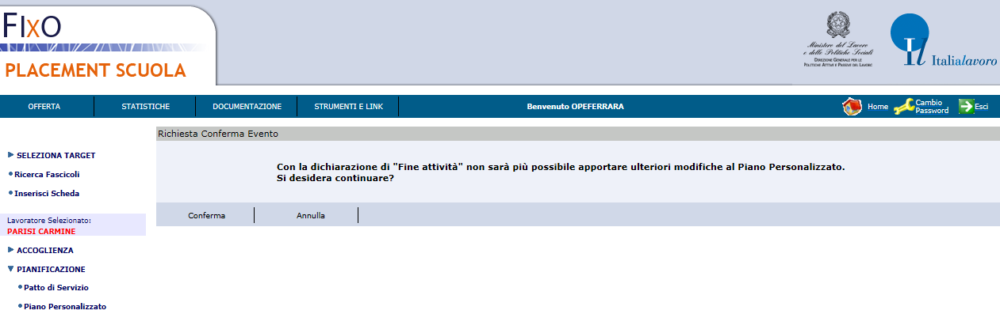 FIxO
PLACEMENT SCUOLA
Ministero del Lavoro
e delle Politiche Sociali
DIREZIONE GENERALE PER LE
POLITICHE ATTIVE E PASSIVE DEL LAVORO
Il Italialavoro
OFFERTA STATISTICHE DOCUMENTAZIONE STRUMENTI E LINK Benvenuto OPEFERRARA Home Cambio Password Esci
Richiesta Conferma Evento
SELEZIONA TARGET
Ricerca Fascicoli
Inserisci Scheda
Con la dichiarazione di "Fine attività" non sarà più possibile apportare ulteriori modifiche al Piano Personalizzato.
Si desidera continuare?
Conferma Annulla
Lavoratore Selezionato:
PARISI CARMINE
ACCOGLIENZA
PIANIFICAZIONE
Patto di Servizio
Piano Personalizzato